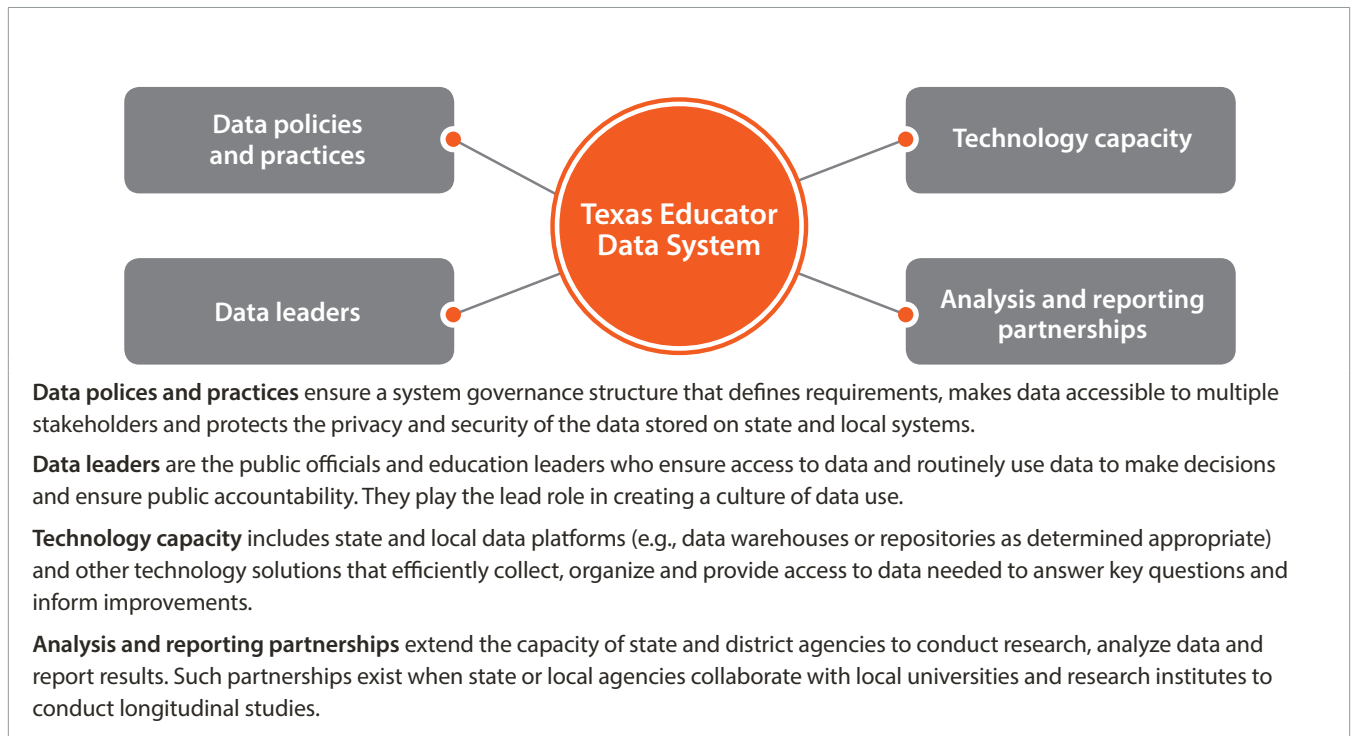 Data policies
and practices
Technology capacity
Texas Educator
Data System
Data leaders
Analysis and reporting
partnerships
Data polices and practices ensure a system governance structure that defines requirements, makes data accessible to multiple
stakeholders and protects the privacy and security of the data stored on state and local systems.
Data leaders are the public officials and education leaders who ensure access to data and routinely use data to make decisions
and ensure public accountability. They play the lead role in creating a culture of data use.
Technology capacity includes state and local data platforms (e.g., data warehouses or repositories as determined appropriate)
and other technology solutions that efficiently collect, organize and provide access to data needed to answer key questions and
inform improvements.
Analysis and reporting partnerships extend the capacity of state and district agencies to conduct research, analyze data and
report results. Such partnerships exist when state or local agencies collaborate with local universities and research institutes to
conduct longitudinal studies.